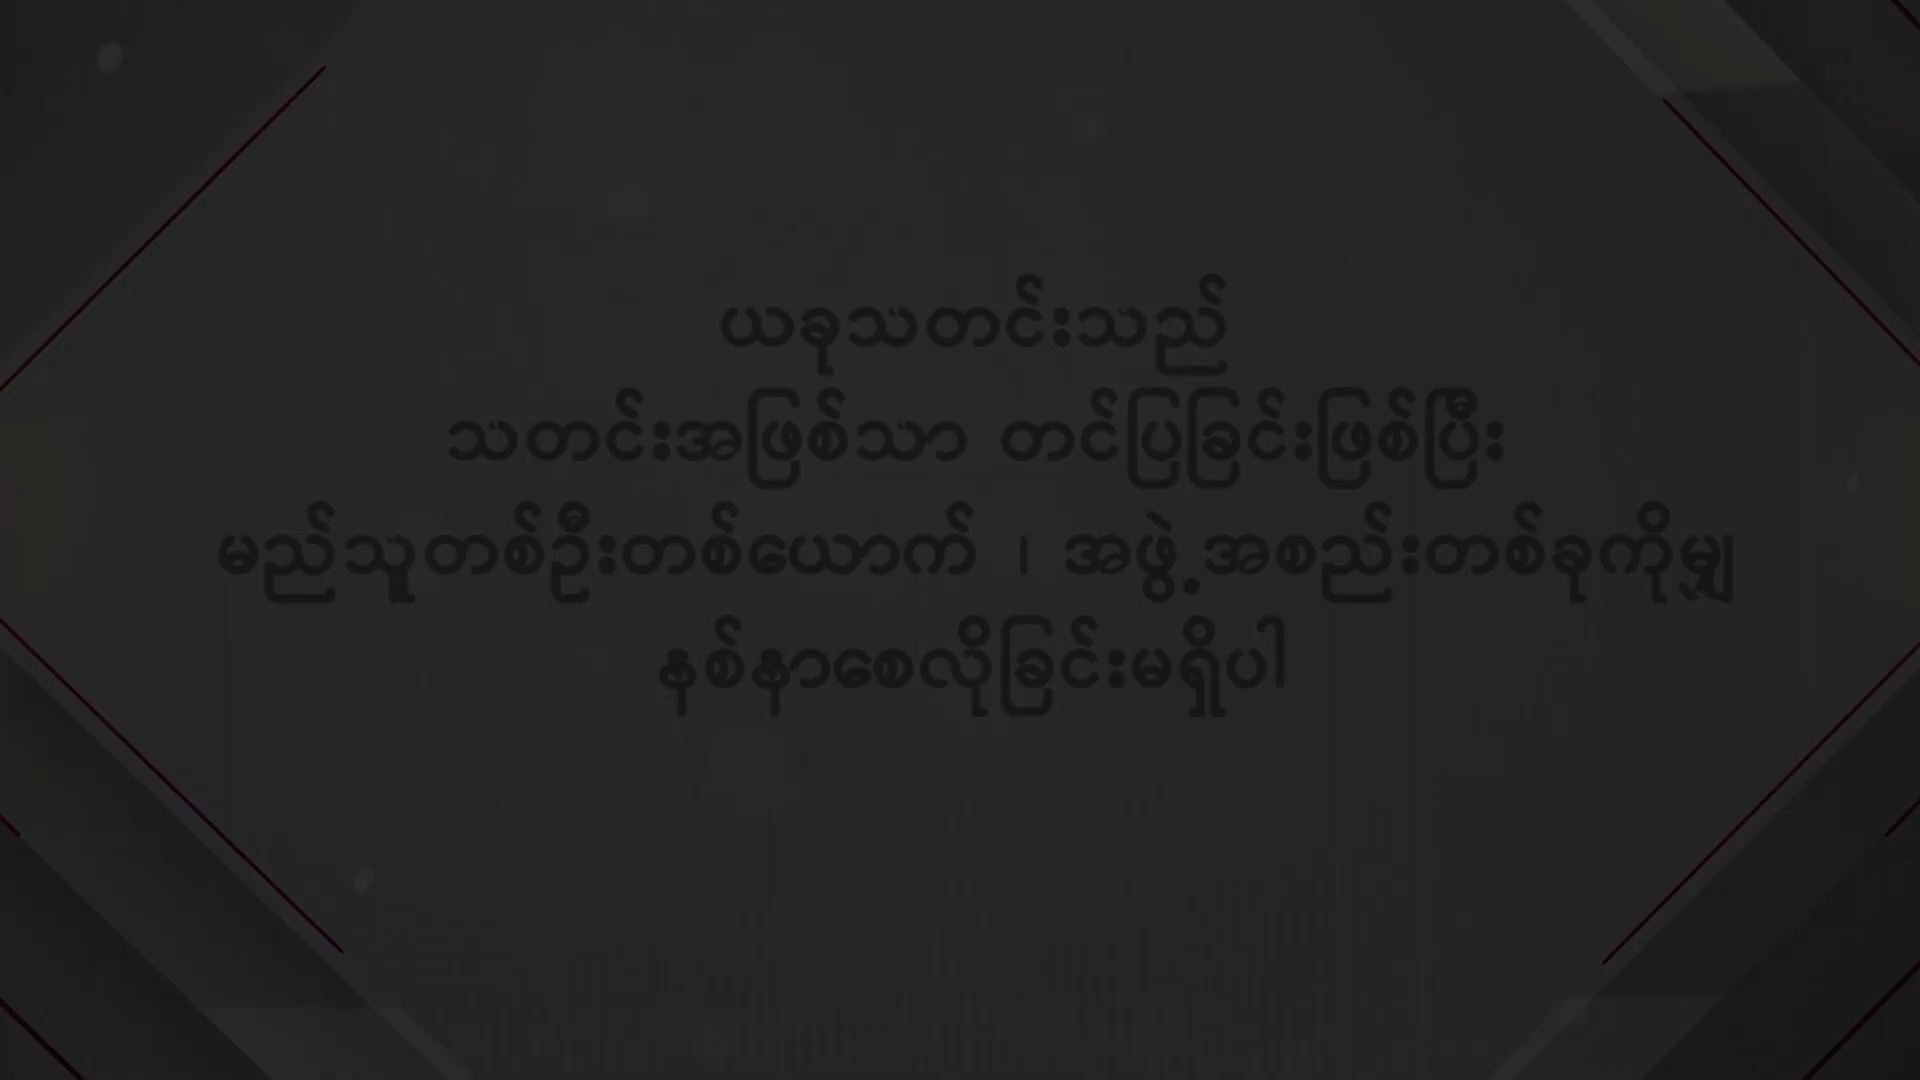 ယခုသတင်းသည်
သတင်းအဖြစ်သာ တင်ပြခြင်းဖြစ်ပြီး
မည်သူတစ်ဦးတစ်ယောက် ၊ အဖွဲ့အစည်းတစ်ခုကိုမျှ
နစ်နာစေလိုခြင်းမရှိပါ